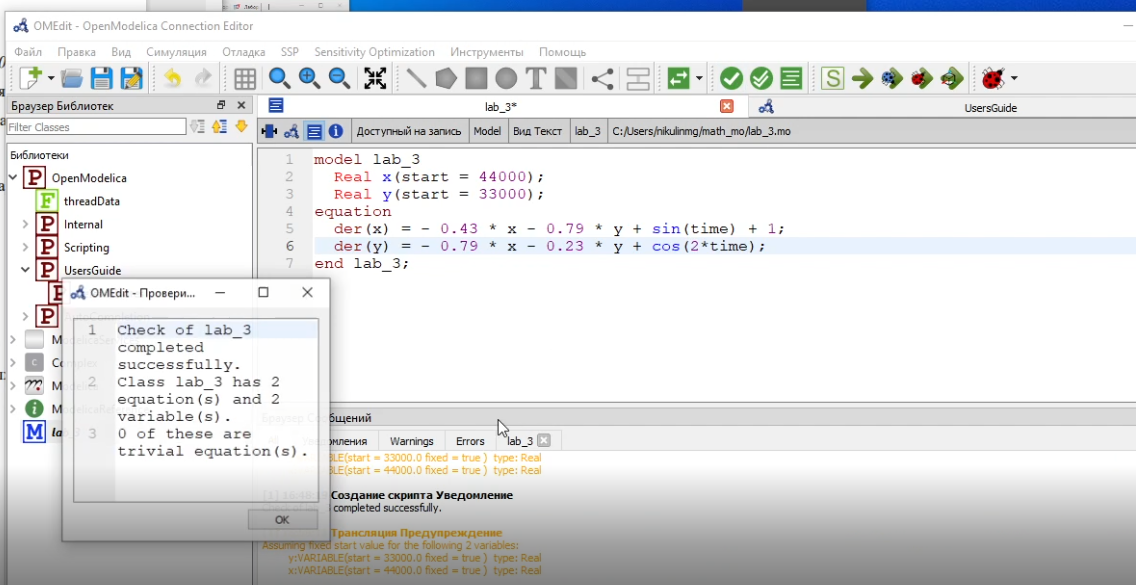 OMEdit - OpenModelica Connection Editor
Файл Правка Вид Симуляция Отладка SSP Sensitivity Optimization Инструменты Помощь
S
Браузер Библиотек
Filter Classes
lab_3*
UsersGuide
Доступный на запись Model Вид Текст lab_3 C:/Users/nikulinmg/math_mo/lab_3.mo
Библиотеки
P OpenModelica
F threadData
P Internal
P Scripting
P UsersGuide
P
P
C
M
1 model lab_3
2 Real x(start = 44000);
3 Real y(start = 33000);
4 equation
5 der(x) = - 0.43 * x - 0.79 * y + sin(time) + 1;
6 der(y) = - 0.79 * x - 0.23 * y + cos(2*time);
7 end lab_3;
OMEdit - Провери...
1 Check of lab_3
completed
successfully.
2 Class lab_3 has 2
equation(s) and 2
variable(s).
3 0 of these are
trivial equation(s).
OK
Warnings Errors lab_3
BLE(start = 33000.0 fixed = true ) type: Real
BLE(start = 44000.0 fixed = true ) type: Real
Создание скрипта Уведомление
completed successfully.
Трансляция Предупреждение
Assuming fixed start value for the following 2 variables:
y:VARIABLE(start = 33000.0 fixed = true ) type: Real
x:VARIABLE(start = 44000.0 fixed = true ) type: Real